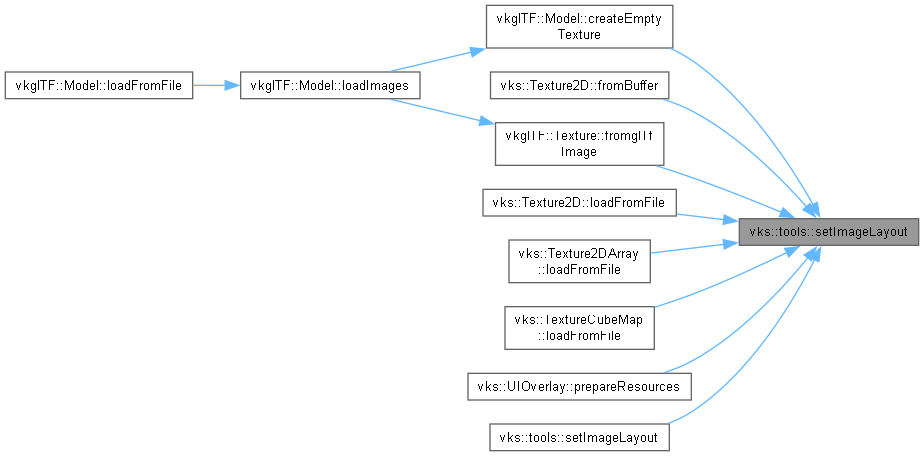 vkglTF::Model::createEmpty
Texture
vkglTF::Model::loadFromFile
vkglTF::Model::loadImages
vks::Texture2D::fromBuffer
vkglTF::Texture::fromglTf
Image
vks::Texture2D::loadFromFile
vks::tools::setImageLayout
vks::Texture2DArray
::loadFromFile
vks::TextureCubeMap
::loadFromFile
vks::UIOverlay::prepareResources
vks::tools::setImageLayout